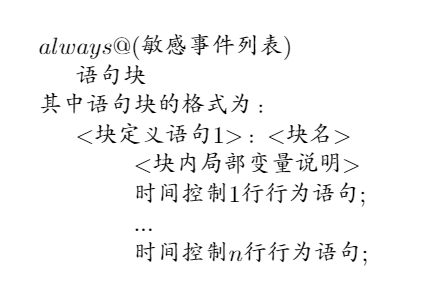 always@(敏感事件列表)
语句块
其中语句块的格式为：
<块定义语句1>：<块名>
<块内局部变量说明>
时间控制1行行为语句;
...
时间控制n行行为语句;